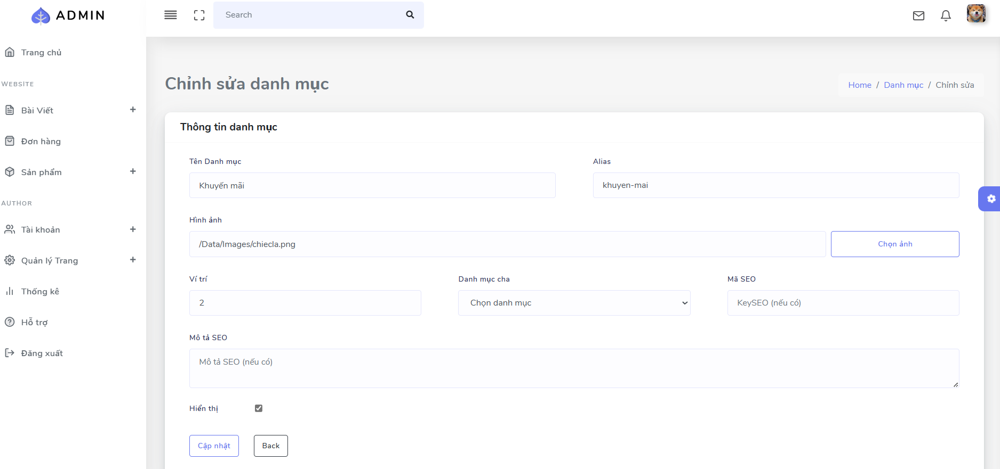 ADMIN
Search
Trang chủ
WEBSITE
Bài Viết
Đơn hàng
Sản phẩm
AUTHOR
Tài khoản
Quản lý Trang
Thống kê
Hỗ trợ
Đăng xuất
Chỉnh sửa danh mục
Home / Danh mục / Chỉnh sửa
Thông tin danh mục
Tên Danh mục
Khuyến mãi
Alias
khuyen-mai
Hình ảnh
/Data/Images/chiecla.png
Chọn ảnh
Ví trí
2
Danh mục cha
Chọn danh mục
Mã SEO
KeySEO (nếu có)
Mô tả SEO
Mô tả SEO (nếu có)
Hiển thị
Cập nhật
Back